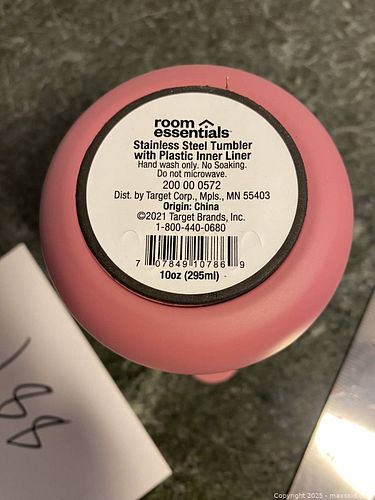 room essentials™
Stainless Steel Tumbler
with Plastic Inner Liner
Hand wash only. No Soaking.
Do not microwave.
200 00 0572
Dist. by Target Corp., Mpls., MN 55403
Origin: China
©2021 Target Brands, Inc.
1-800-440-0680
7 07849 10786 9
10oz (295ml)